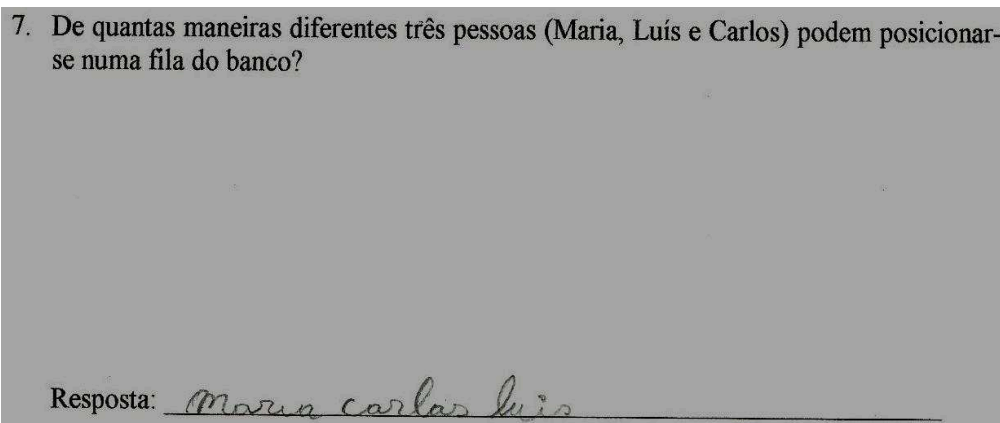 7. De quantas maneiras diferentes três pessoas (Maria, Luís e Carlos) podem posicionar-
se numa fila do banco?
Resposta: Maria Carlos luis